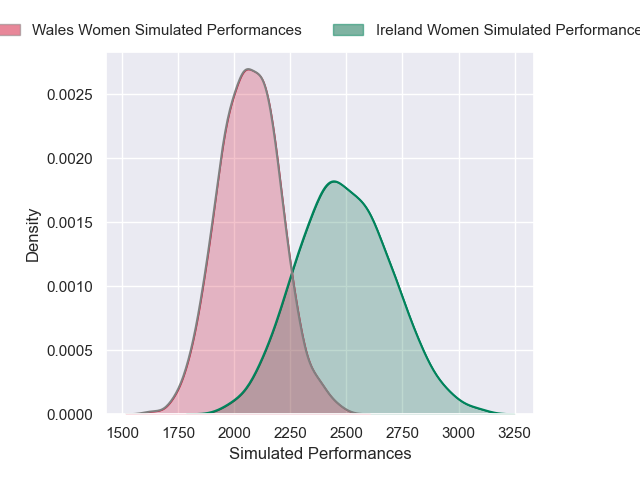 Wales Women Simulated Performances
Ireland Women Simulated Performance
0.0025
0.0020
0.0015
0.0010
0.0005
0.0000
Density
1500 1750 2000 2250 2500 2750 3000 3250
Simulated Performances